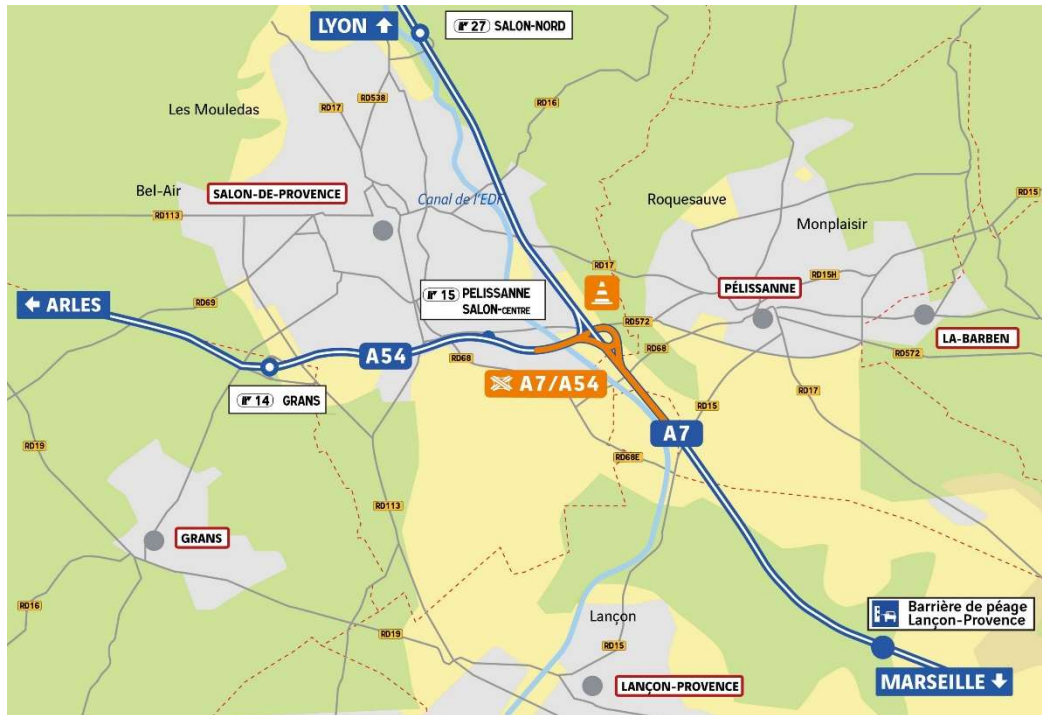 LYON ↑
27 SALON-NORD
RD538
RD17
RD16
Les Mouledas
Bel-Air
SALON-DE-PROVENCE
Canal de l'EDF
Roquesauve
RD15
RD113
Monplaisir
RD17
RD15H
← ARLES
RD69
15 PELISSANNE
SALON-CENTRE
PÉLISSANNE
RD572
LA-BARBEN
A54
RD68
RD68
RD572
A7/A54
14 GRANS
RD17
RD15
A7
RD19
RD68E
RD113
GRANS
RD16
Barrière de péage
Lançon-Provence
Lançon
RD19
RD15
LANÇON-PROVENCE
MARSEILLE ↓